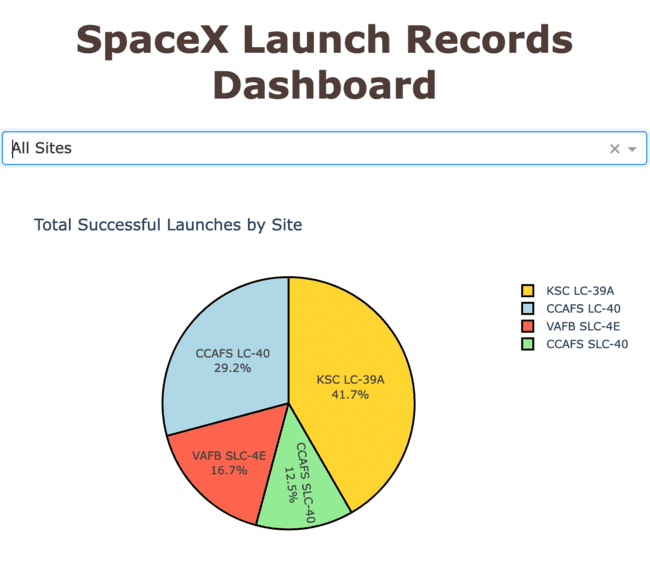 SpaceX Launch Records
Dashboard
All Sites
Total Successful Launches by Site
KSC LC-39A
CCAFS LC-40
VAFB SLC-4E
CCAFS SLC-40
CCAFS LC-40
29.2%
KSC LC-39A
41.7%
VAFB SLC-4E
16.7%
CCAFS SLC-40
12.5%